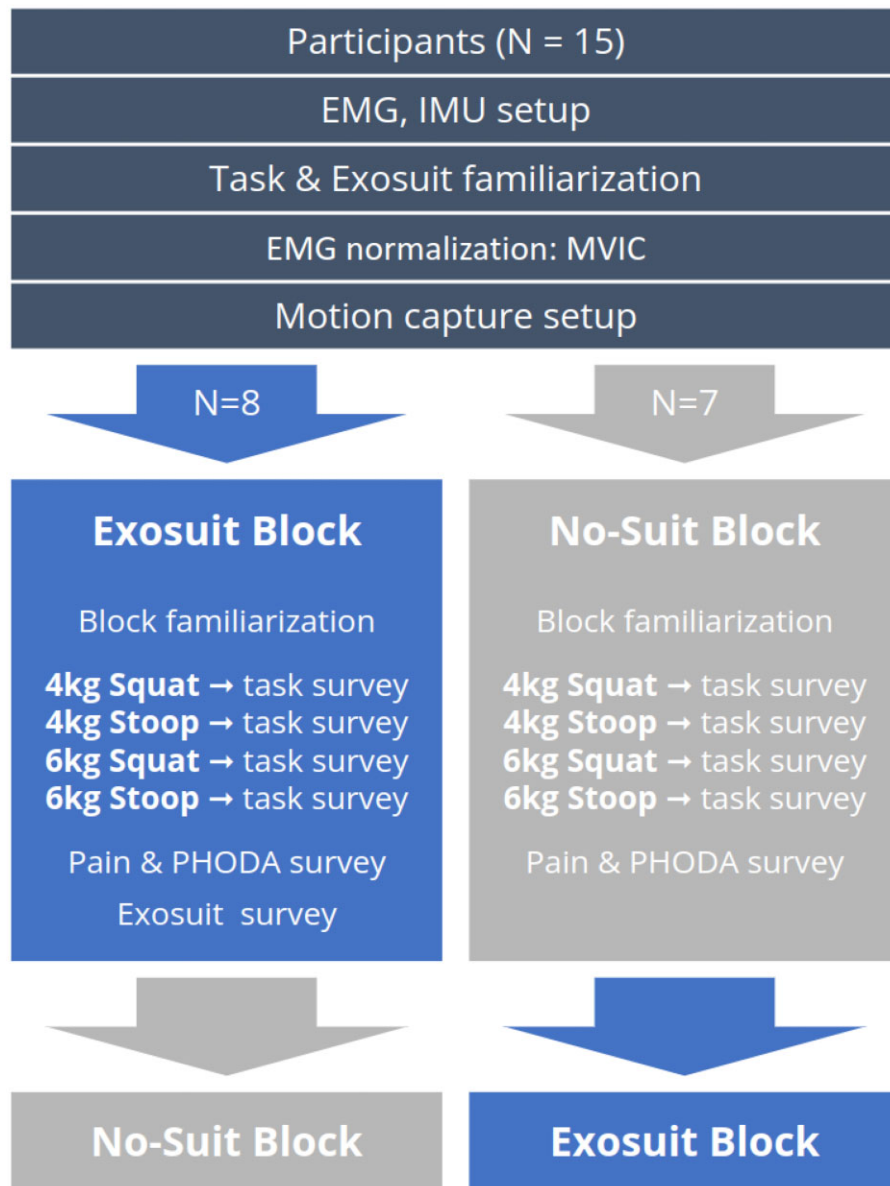 Participants (N = 15)
EMG, IMU setup
Task & Exosuit familiarization
EMG normalization: MVIC
Motion capture setup
N=8
N=7
Exosuit Block
Block familiarization
4kg Squat → task survey
4kg Stoop → task survey
6kg Squat → task survey
6kg Stoop → task survey
Pain & PHODA survey
Exosuit survey
No-Suit Block
Block familiarization
4kg Squat → task survey
4kg Stoop → task survey
6kg Squat → task survey
6kg Stoop → task survey
Pain & PHODA survey
No-Suit Block
Exosuit Block